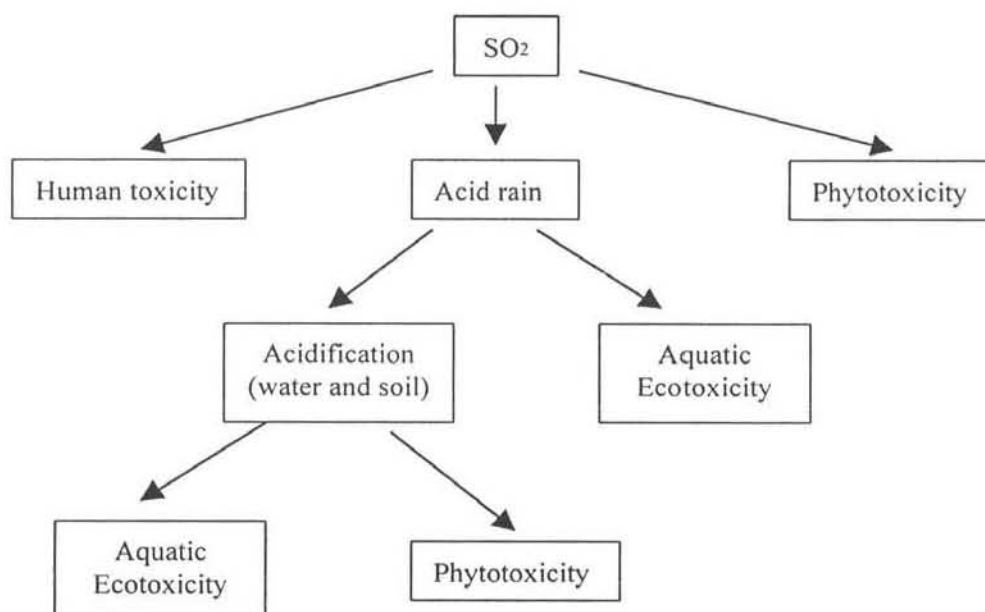 SO2
Human toxicity
Acid rain
Phytotoxicity
Acidification
(water and soil)
Aquatic
Ecotoxicity
Aquatic
Ecotoxicity
Phytotoxicity